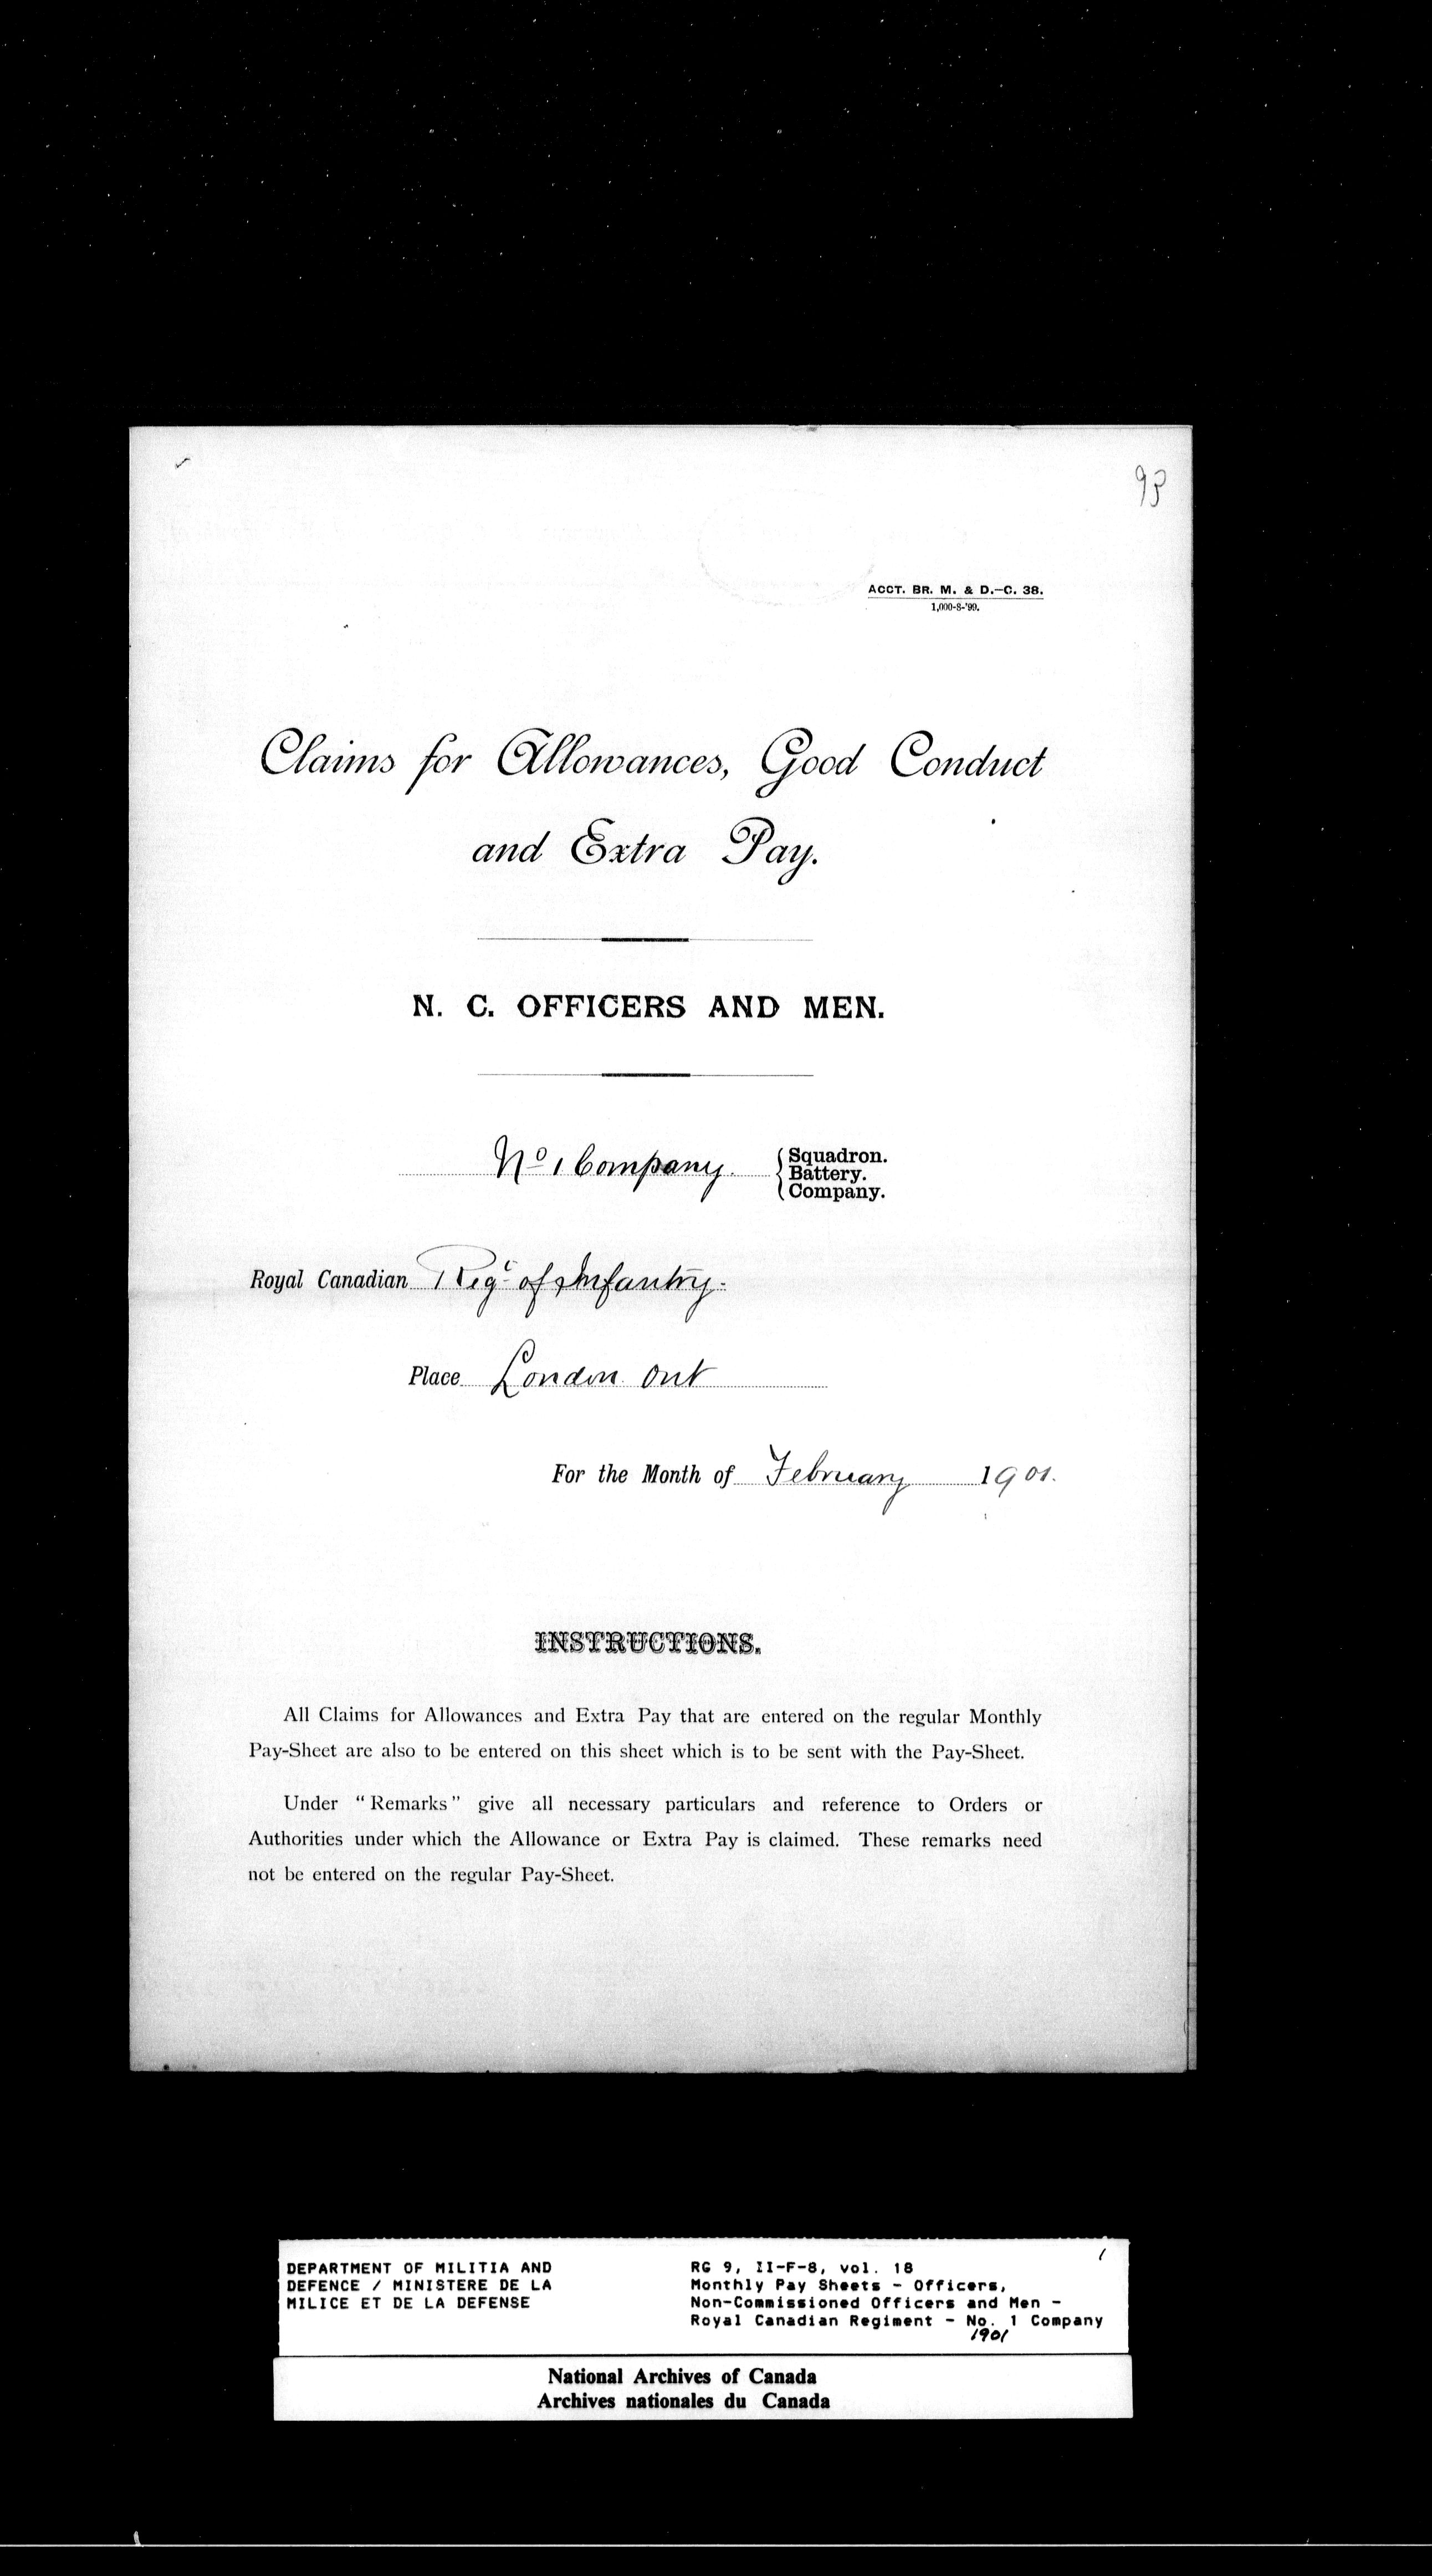 93
ACCT. BR. M. & D.—C. 38.
1,000-8-'99.
Claims for Allowances, Good Conduct
and Extra Pay.
N. C. OFFICERS AND MEN.
Nº 1 Company.
Squadron.
Battery.
Company.
Royal Canadian Regt of Infantry.
Place London Ont
For the Month of February 1901.
INSTRUCTIONS.
All Claims for Allowances and Extra Pay that are entered on the regular Monthly
Pay-Sheet are also to be entered on this sheet which is to be sent with the Pay-Sheet.
Under "Remarks" give all necessary particulars and reference to Orders or
Authorities under which the Allowance or Extra Pay is claimed. These remarks need
not be entered on the regular Pay-Sheet.
DEPARTMENT OF MILITIA AND
DEFENCE / MINISTERE DE LA
MILICE ET DE LA DEFENSE
1
RG 9, II-F-8, vol. 18
Monthly Pay Sheets - Officers,
Non-Commissioned Officers and Men -
Royal Canadian Regiment - No. 1 Company
1901
National Archives of Canada
Archives nationales du Canada